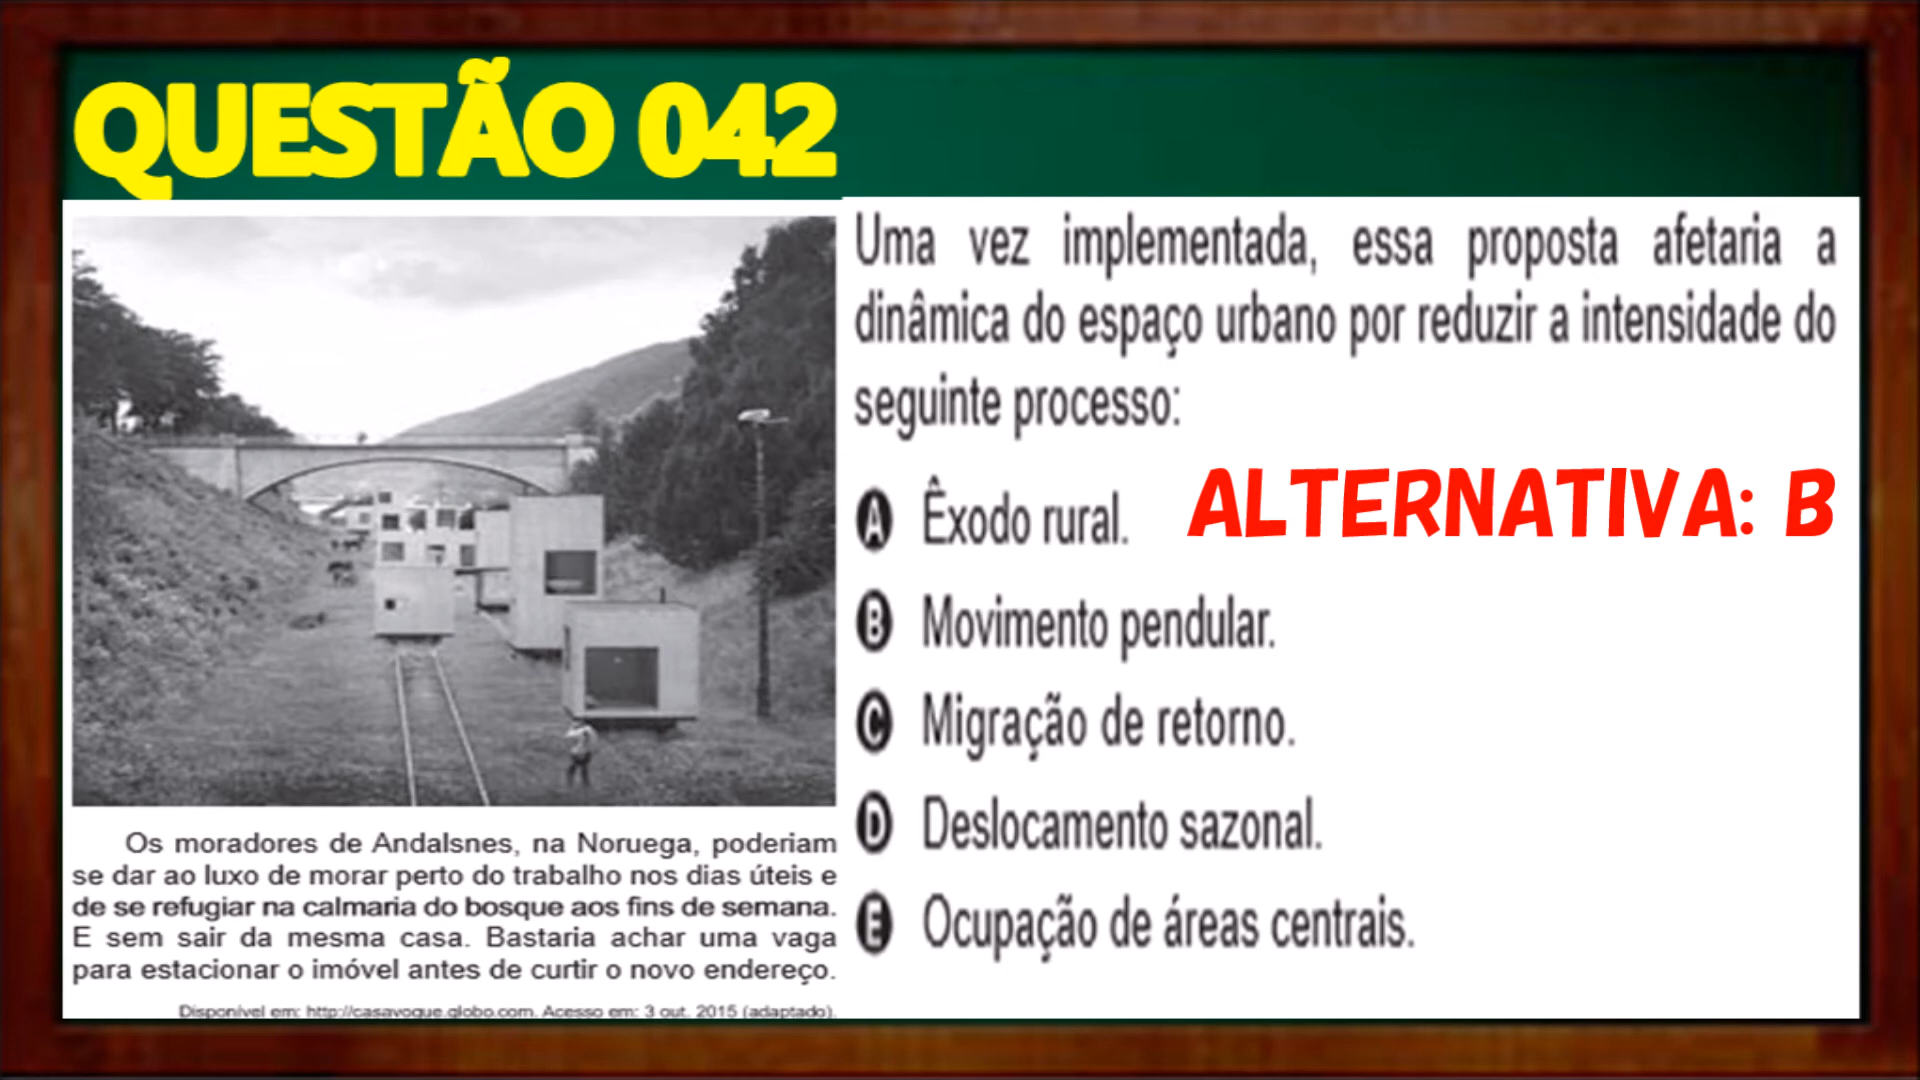 QUESTÃO 042
Os moradores de Andalsnes, na Noruega, poderiam
se dar ao luxo de morar perto do trabalho nos dias úteis e
de se refugiar na calmaria do bosque aos fins de semana.
E sem sair da mesma casa. Bastaria achar uma vaga
para estacionar o imóvel antes de curtir o novo endereço.
Disponível em: http://casavogue.globo.com. Acesso em: 3 out. 2015 (adaptado).
Uma vez implementada, essa proposta afetaria a
dinâmica do espaço urbano por reduzir a intensidade do
seguinte processo:
A Êxodo rural.
ALTERNATIVA: B
B Movimento pendular.
C Migração de retorno.
D Deslocamento sazonal.
E Ocupação de áreas centrais.